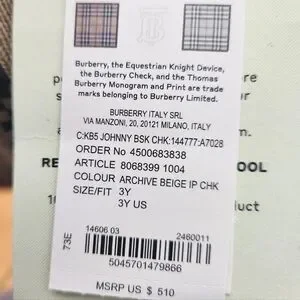 Burberry, the Equestrian Knight Device,
the Burberry Check, and the Thomas
Burberry Monogram and Print are trade
marks belonging to Burberry Limited.
BURBERRY ITALY SRL
VIA MANZONI, 20, 20121 MILANO, ITALY
C:KB5 JOHNNY BSK CHK:144777:A7028
ORDER No 4500683838
ARTICLE 8068399 1004
COLOUR ARCHIVE BEIGE IP CHK
SIZE/FIT 3Y
3Y US
73E
14606 03 2460011
5045701479866
MSRP US $ 510